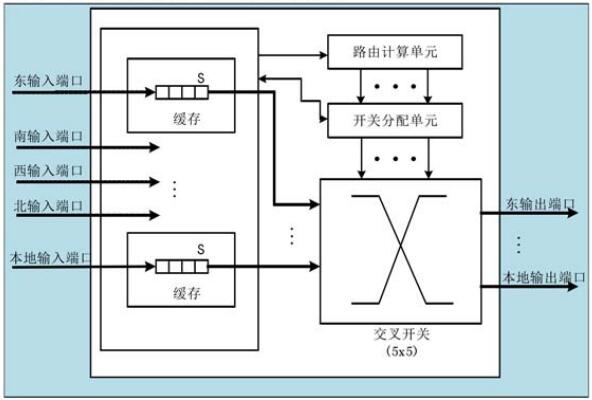 路由计算单元
东输入端口
S
缓存
开关分配单元
南输入端口
西输入端口
北输入端口
东输出端口
本地输入端口
S
缓存
本地输出端口
交叉开关
(5x5)